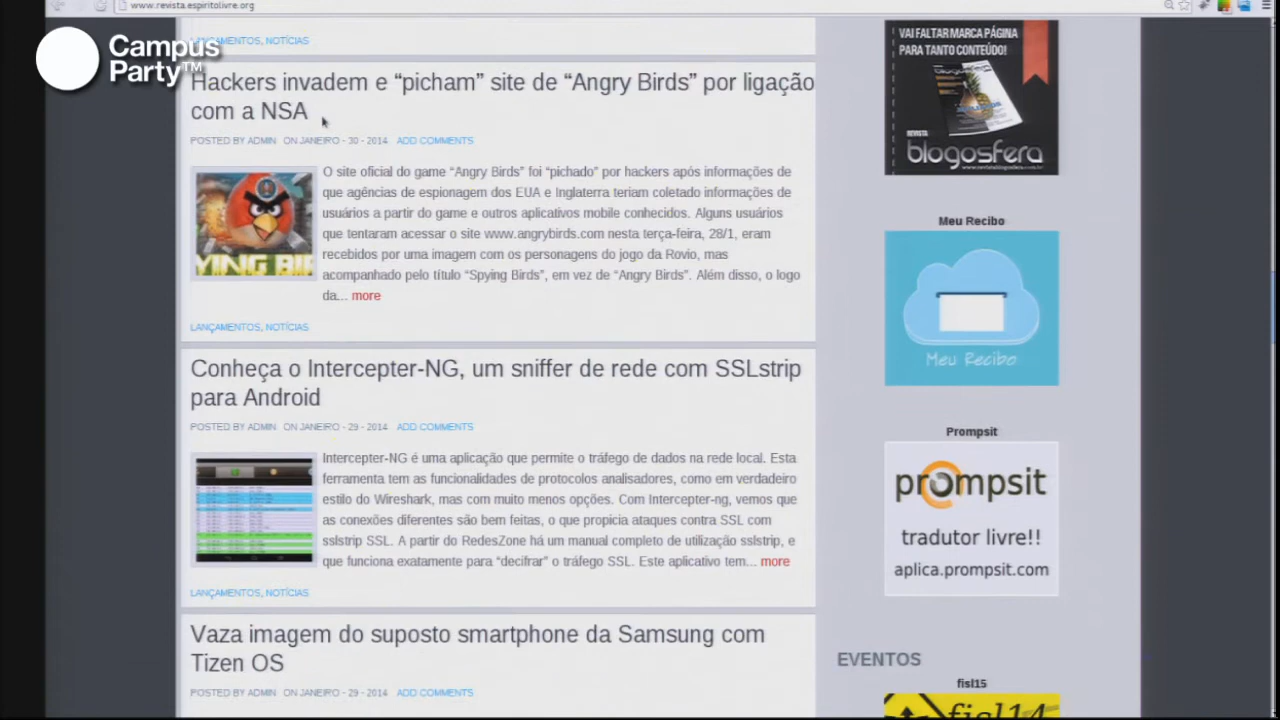 www.revista.espiritolivre.org
Campus
Party™
LANÇAMENTOS, NOTÍCIAS
Hackers invadem e “picham” site de “Angry Birds” por ligação
com a NSA
POSTED BY ADMIN ON JANEIRO - 30 - 2014 ADD COMMENTS
O site oficial do game “Angry Birds” foi “pichado” por hackers após informações de
que agências de espionagem dos EUA e Inglaterra teriam coletado informações de
usuários a partir do game e outros aplicativos mobile conhecidos. Alguns usuários
que tentaram acessar o site www.angrybirds.com nesta terça-feira, 28/1, eram
recebidos por uma imagem com os personagens do jogo da Rovio, mas
acompanhado pelo título “Spying Birds”, em vez de “Angry Birds”. Além disso, o logo
da... more
YING BIR
LANÇAMENTOS, NOTÍCIAS
Conheça o Intercepter-NG, um sniffer de rede com SSLstrip
para Android
POSTED BY ADMIN ON JANEIRO - 29 - 2014 ADD COMMENTS
Intercepter-NG é uma aplicação que permite o tráfego de dados na rede local. Esta
ferramenta tem as funcionalidades de protocolos analisadores, como em verdadeiro
estilo do Wireshark, mas com muito menos opções. Com Intercepter-ng, vemos que
as conexões diferentes são bem feitas, o que propicia ataques contra SSL com
sslstrip SSL. A partir do RedesZone há um manual completo de utilização sslstrip, e
que funciona exatamente para “decifrar” o tráfego SSL. Este aplicativo tem... more
LANÇAMENTOS, NOTÍCIAS
Vaza imagem do suposto smartphone da Samsung com
Tizen OS
POSTED BY ADMIN ON JANEIRO - 29 - 2014 ADD COMMENTS
VAI FALTAR MARCA PÁGINA
PARA TANTO CONTEÚDO!
REVISTA
blogosfera
Meu Recibo
Meu Recibo
Prompsit
prompsit
tradutor livre!!
aplica.prompsit.com
EVENTOS
fisl15
fisl14